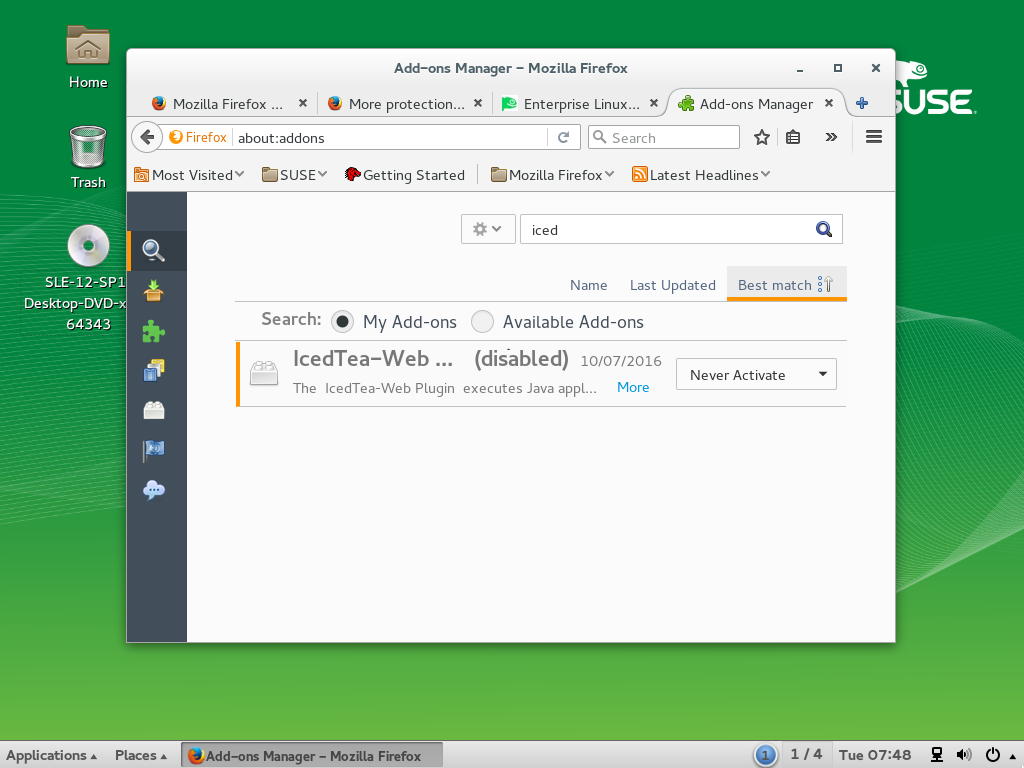 Home
Trash
SLE-12-SP1
Desktop-DVD-x
64343
SUSE
Add-ons Manager - Mozilla Firefox
Mozilla Firefox ...
More protection...
Enterprise Linux...
Add-ons Manager
Firefox
about:addons
Search
Most Visited
SUSE
Getting Started
Mozilla Firefox
Latest Headlines
iced
Name
Last Updated
Best match
Search:
My Add-ons
Available Add-ons
IcedTea-Web ... (disabled) 10/07/2016
Never Activate
The IcedTea-Web Plugin executes Java appl... More
Applications
Places
Add-ons Manager - Mozilla Firefox
1
1 / 4
Tue 07:48